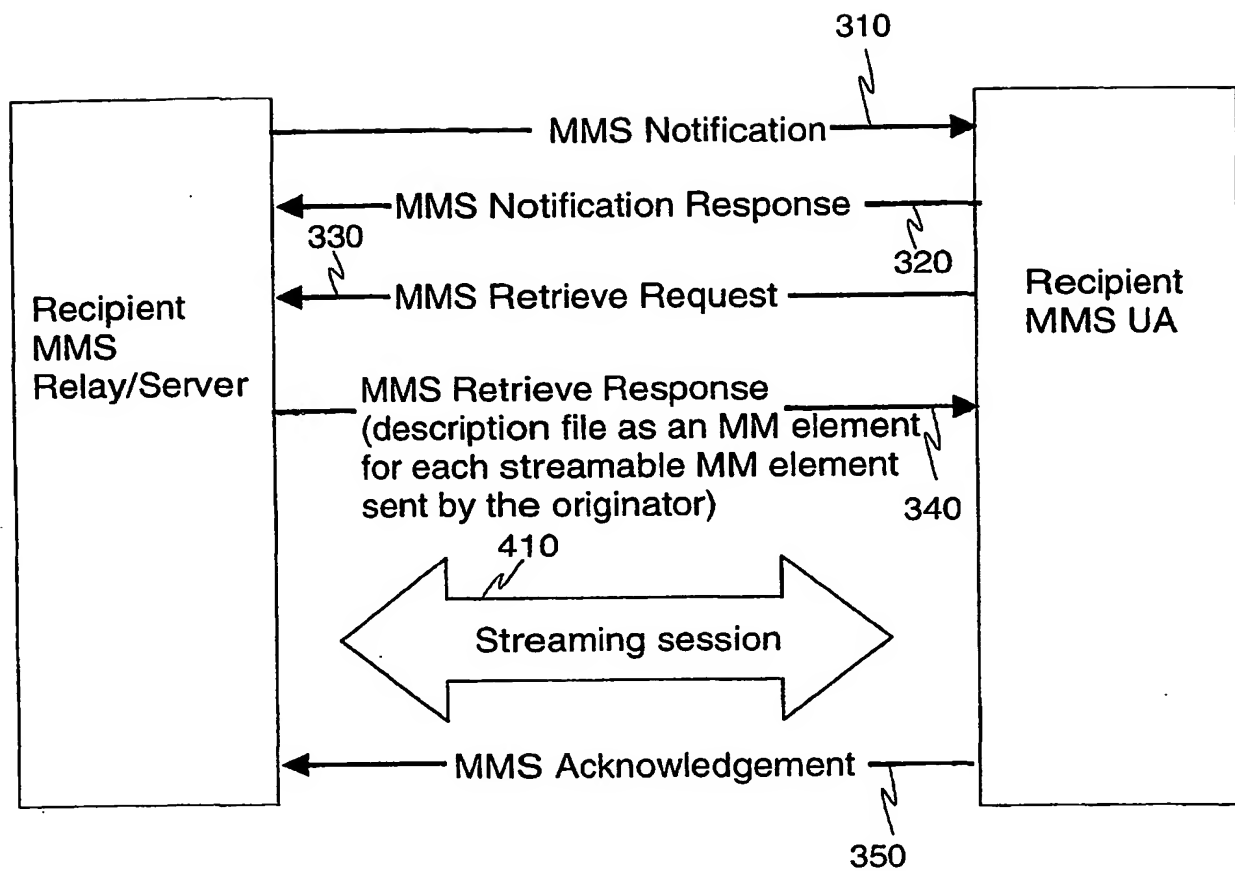 310
MMS Notification
MMS Notification Response
330
320
MMS Retrieve Request
Recipient
MMS
Relay/Server
Recipient
MMS UA
MMS Retrieve Response
(description file as an MM element
for each streamable MM element
sent by the originator)
340
410
Streaming session
MMS Acknowledgement
350